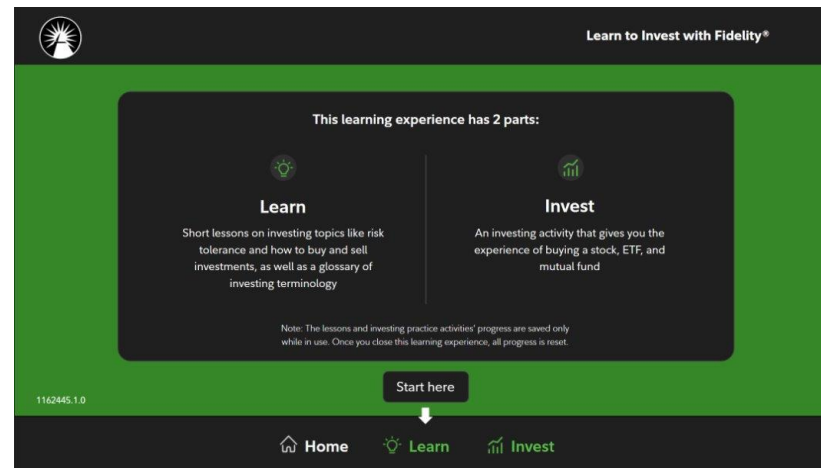 Learn to Invest with Fidelity®
This learning experience has 2 parts:
Learn
Short lessons on investing topics like risk
tolerance and how to buy and sell
investments, as well as a glossary of
investing terminology
Invest
An investing activity that gives you the
experience of buying a stock, ETF, and
mutual fund
Note: The lessons and investing practice activities' progress are saved only
while in use. Once you close this learning experience, all progress is reset.
Start here
1162445.1.0
Home Learn Invest